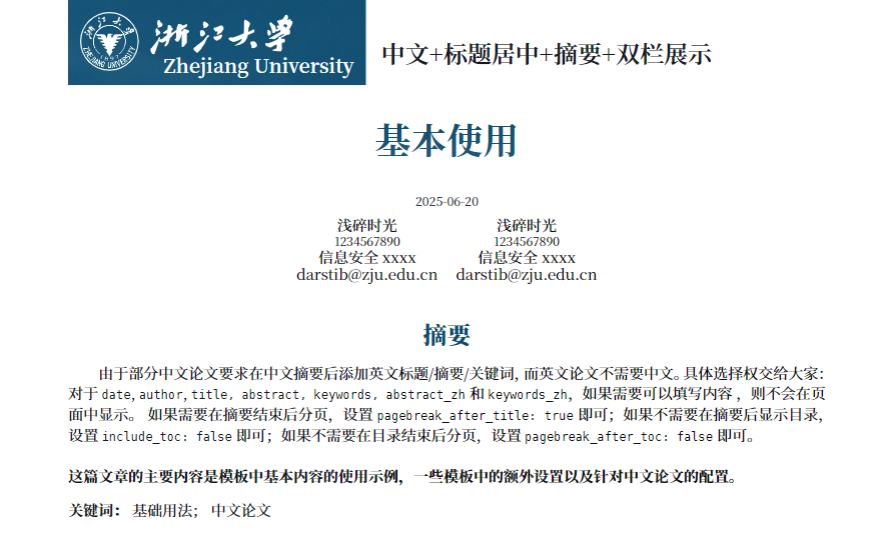 浙江大学
Zhejiang University
中文+标题居中+摘要+双栏展示
基本使用
2025-06-20
浅碎时光 浅碎时光
1234567890 1234567890
信息安全 xxxx 信息安全 xxxx
darstib@zju.edu.cn darstib@zju.edu.cn
摘要
由于部分中文论文要求在中文摘要后添加英文标题/摘要/关键词，而英文论文不需要中文。具体选择权交给大家：
对于 date, author, title, abstract, keywords, abstract_zh 和 keywords_zh，如果需要可以填写内容，则不会在页
面中显示。 如果需要在摘要结束后分页，设置 pagebreak_after_title: true 即可；如果不需要在摘要后显示目录，
设置 include_toc: false 即可；如果不需要在目录结束后分页，设置 pagebreak_after_toc: false 即可。
这篇文章的主要内容是模板中基本内容的使用示例，一些模板中的额外设置以及针对中文论文的配置。
关键词： 基础用法； 中文论文